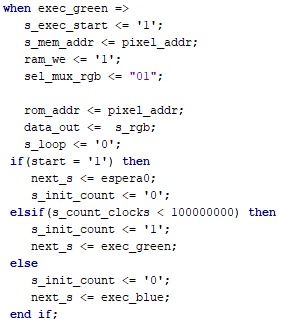 when exec_green =>
s_exec_start <= '1';
s_mem_addr <= pixel_addr;
ram_we <= '1';
sel_mux_rgb <= "01";
rom_addr <= pixel_addr;
data_out <=  s_rgb;
s_loop <= '0';
if(start = '1') then
next_s <= espera0;
s_init_count <= '0';
elsif(s_count_clocks < 100000000) then
s_init_count <= '1';
next_s <= exec_green;
else
s_init_count <= '0';
next_s <= exec_blue;
end if;